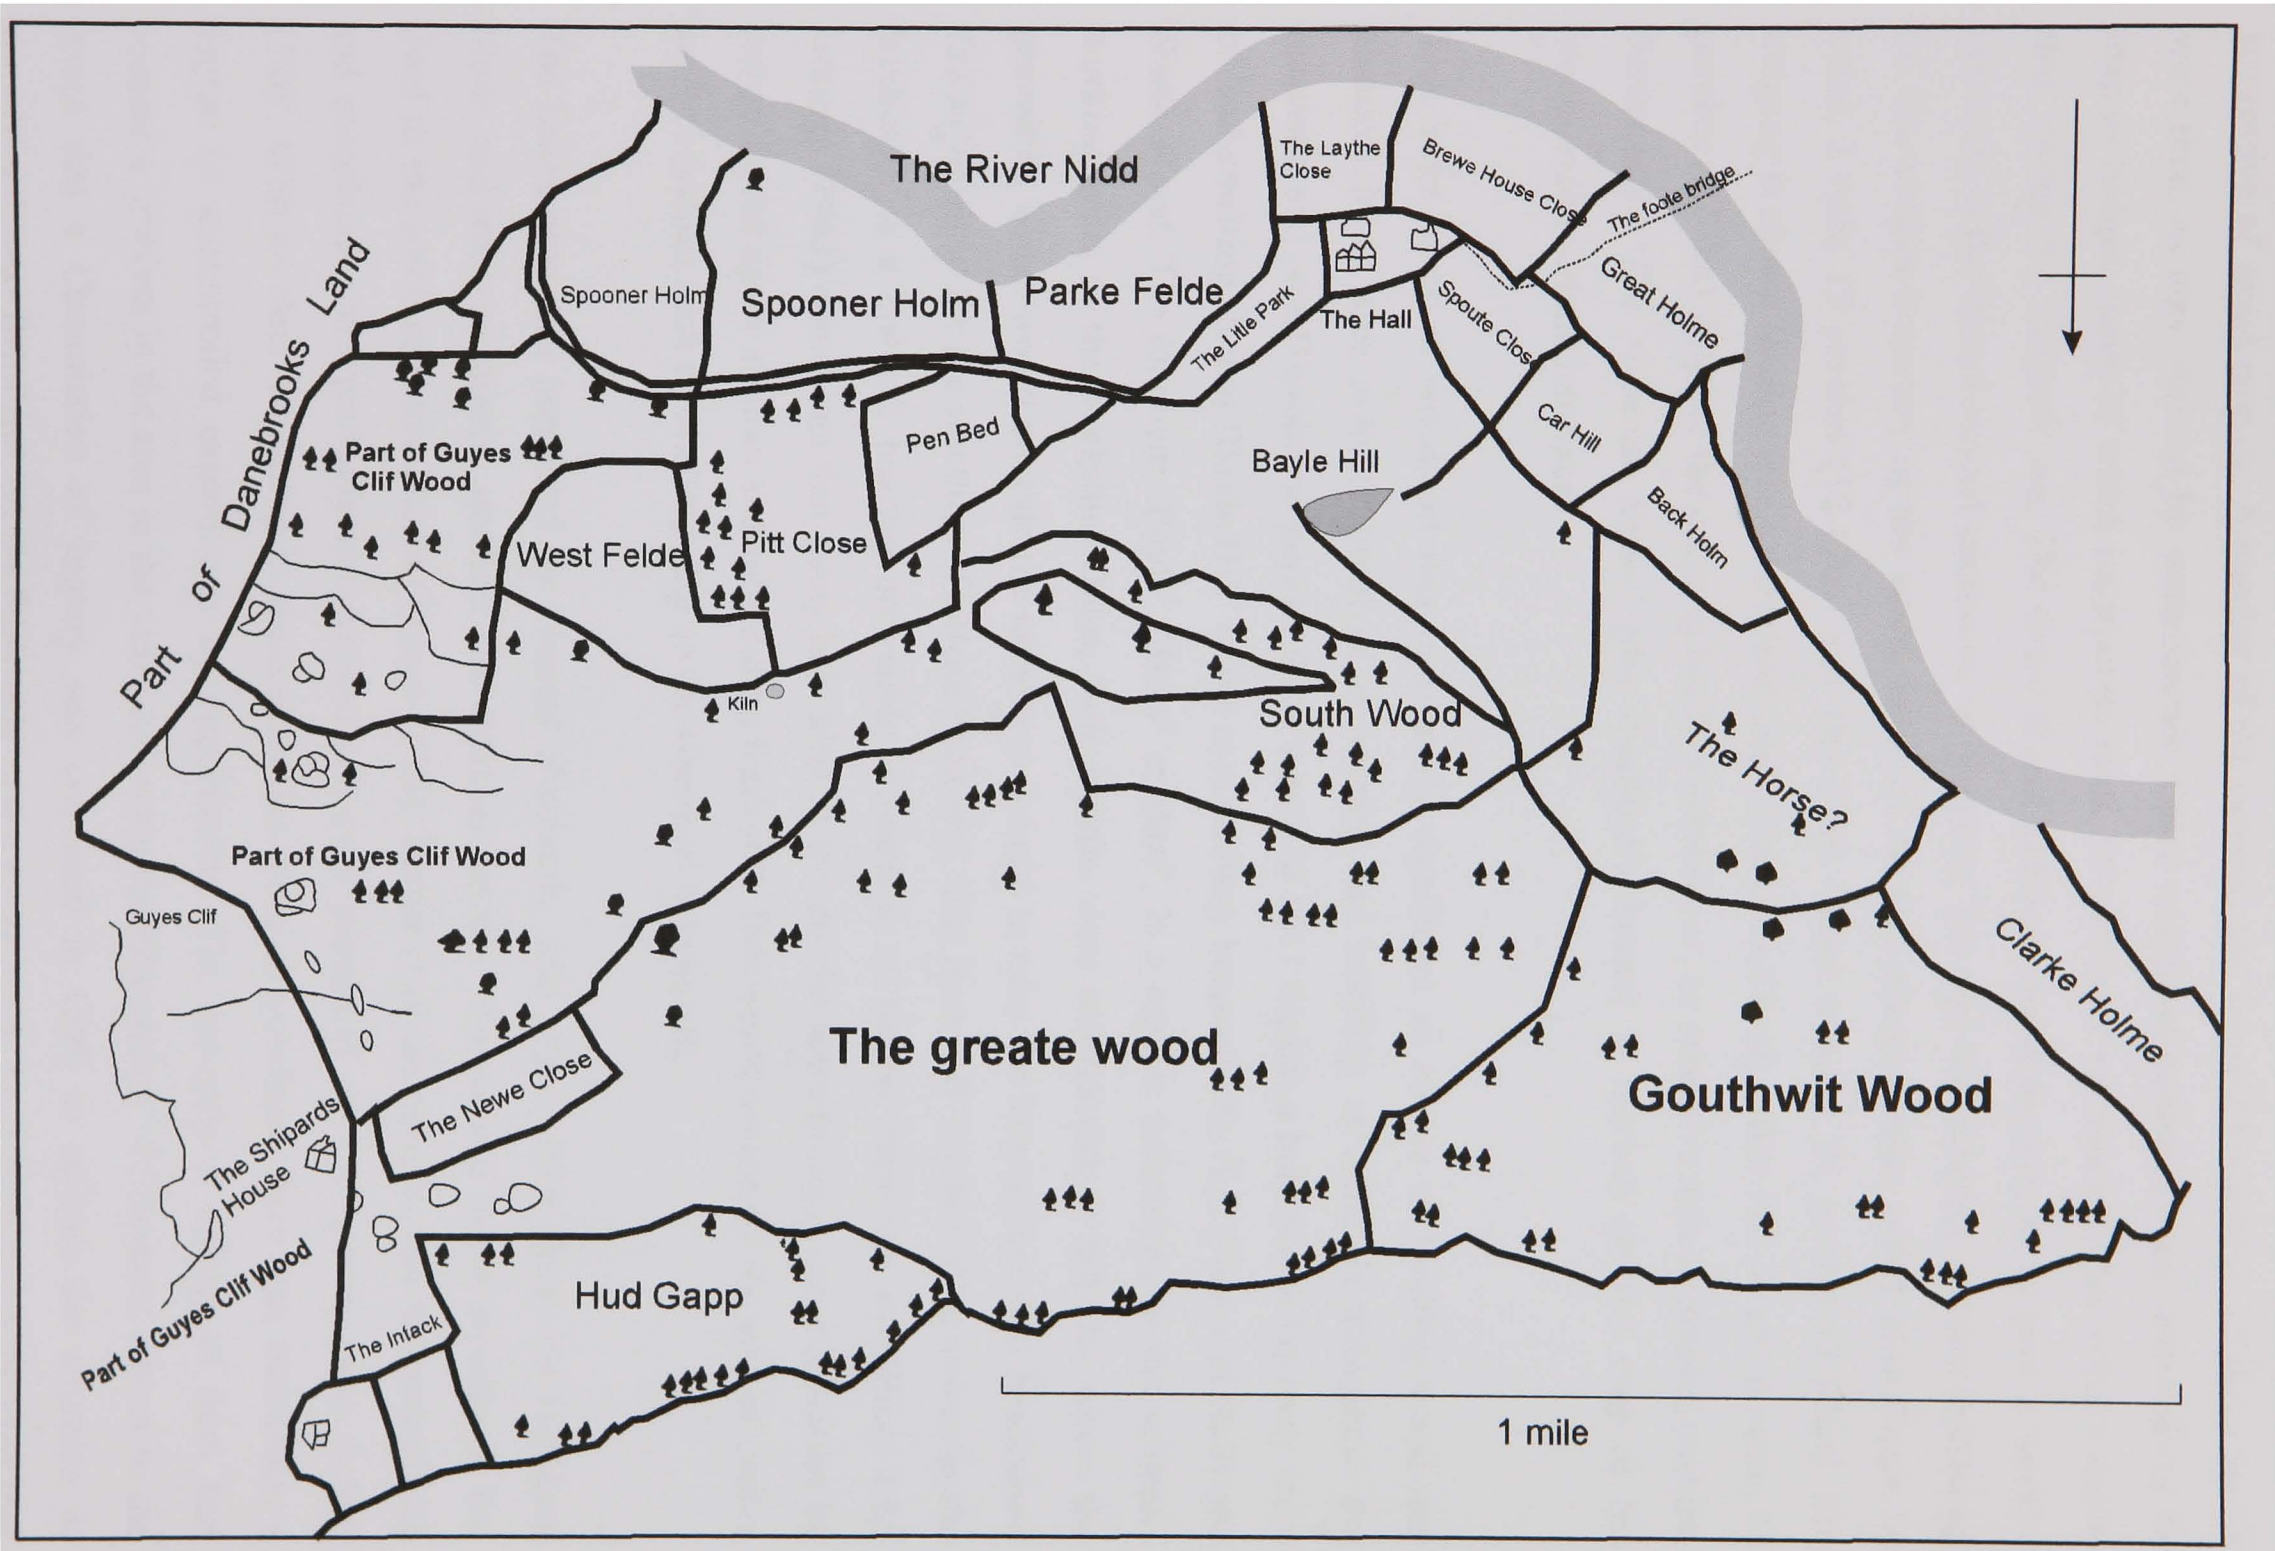 The River Nidd
The Laythe
Close
Brewe House Close
The foote bridge
Great Holme
Spooner Holm
Spooner Holm
Parke Felde
The Little Park
The Hall
Spoute Close
Part of Danebrooks Land
Part of Guyes
Clif Wood
Pen Bed
Bayle Hill
Car Hill
Back Holm
West Felde
Pitt Close
Kiln
South Wood
The Horse?
Part of Guyes Clif Wood
Guyes Clif
Clarke Holme
The greate wood
The Newe Close
Gouthwit Wood
The Shipards
House
Part of Guyes Clif Wood
Hud Gapp
The Intack
1 mile